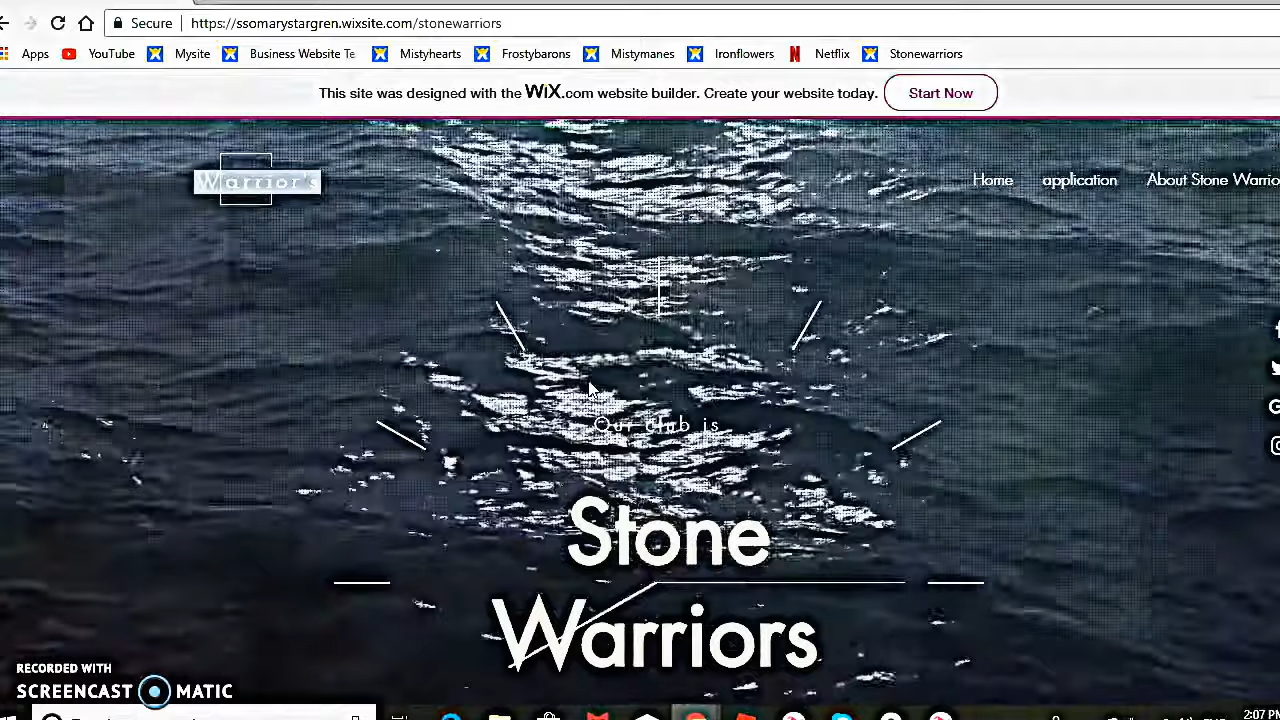 Secure https://ssomarystargren.wixsite.com/stonewarriors
Apps YouTube Mysite Business Website Te Mistyhearts Frostybarons Mistymanes Ironflowers Netflix Stonewarriors
This site was designed with the WiX.com website builder. Create your website today. Start Now
Warrior's Home application About Stone Warrio
Our club is
Stone
Warriors
RECORDED WITH
SCREENCAST MATIC
2:07 PM